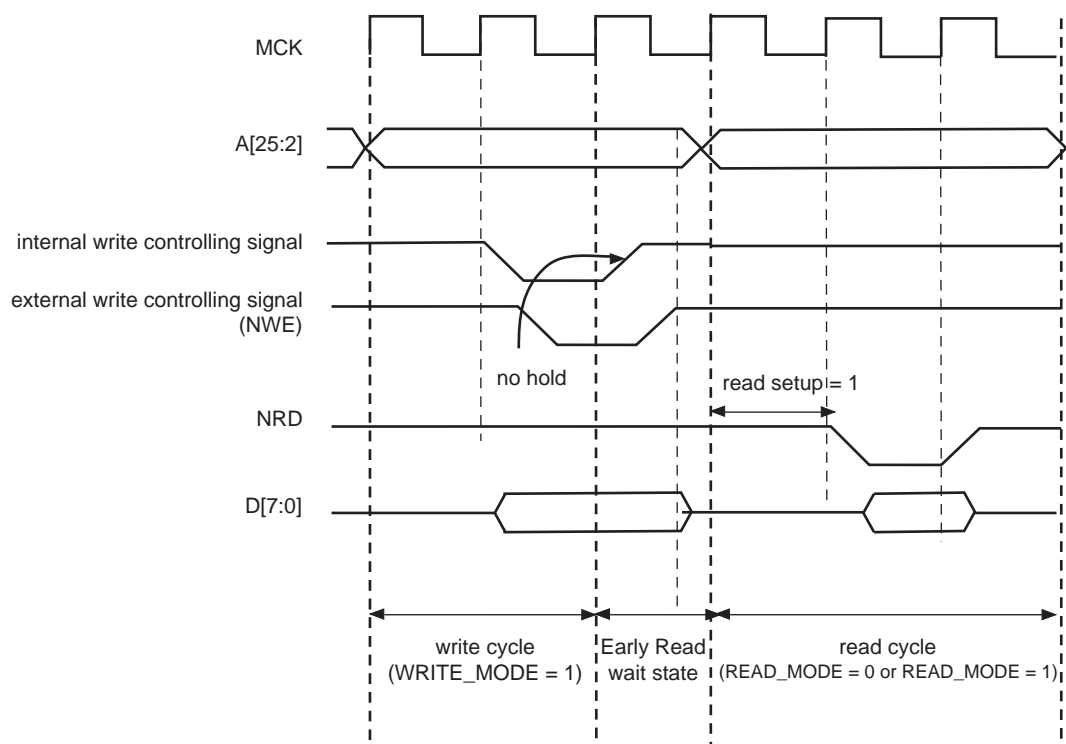 MCK
A[25:2]
internal write controlling signal
external write controlling signal
(NWE)
no hold
read setup = 1
NRD
D[7:0]
write cycle
(WRITE_MODE = 1)
Early Read
wait state
read cycle
(READ_MODE = 0 or READ_MODE = 1)